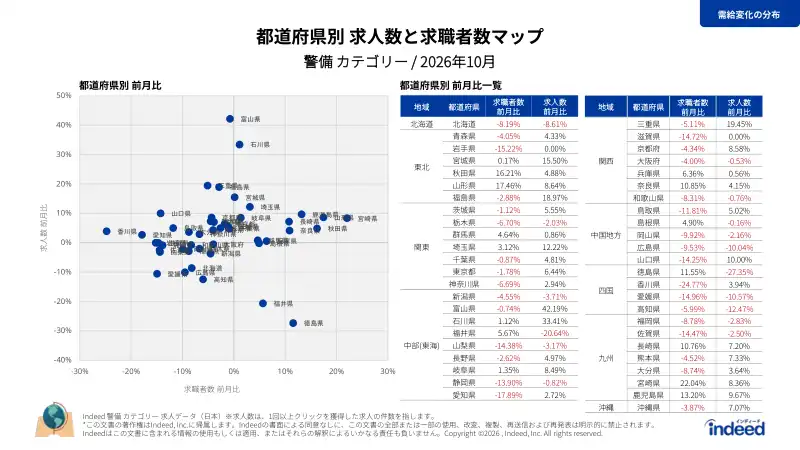 需給変化の分布
都道府県別 求人数と求職者数マップ
警備 カテゴリー / 2026年10月
都道府県別 前月比
50%
40%
30%
20%
10%
0%
-10%
-20%
-30%
-40%
-30%
-20%
-10%
0%
10%
20%
30%
求人数 前月比
求職者数 前月比
富山県
石川県
宮城県
埼玉県
山口県
岐阜県
長崎県
宮崎県
香川県
愛知県
秋田県
新潟県
北海道
愛媛県
広島県
高知県
福井県
徳島県
都道府県別 前月比一覧
地域 都道府県 求職者数 前月比 求人数 前月比
北海道 北海道 -8.19% -8.61%
東北 青森県 -4.05% 4.33%
岩手県 -15.22% 0.00%
宮城県 0.17% 15.50%
秋田県 16.21% 4.88%
山形県 17.46% 8.64%
福島県 -2.88% 18.97%
関東 茨城県 -1.12% 5.55%
栃木県 -6.70% -2.03%
群馬県 4.64% 0.86%
埼玉県 3.12% 12.22%
千葉県 -0.87% 4.81%
東京都 -1.78% 6.44%
神奈川県 -6.69% 2.94%
中部(東海) 新潟県 -4.55% -3.71%
富山県 -0.74% 42.19%
石川県 1.12% 33.41%
福井県 5.67% -20.64%
山梨県 -14.38% -3.17%
長野県 -2.62% 4.97%
岐阜県 1.35% 8.49%
静岡県 -13.90% -0.82%
愛知県 -17.89% 2.72%
地域 都道府県 求職者数 前月比 求人数 前月比
関西 三重県 -5.11% 19.45%
滋賀県 -14.72% 0.00%
京都府 -4.34% 8.58%
大阪府 -4.00% -0.53%
兵庫県 6.36% 0.56%
奈良県 10.85% 4.15%
和歌山県 -8.31% -0.76%
中国地方 鳥取県 -11.81% 5.02%
島根県 4.90% -0.16%
岡山県 -9.92% -2.16%
広島県 -9.53% -10.04%
山口県 -14.25% 10.00%
四国 徳島県 11.55% -27.35%
香川県 -24.77% 3.94%
愛媛県 -14.96% -10.57%
高知県 -5.99% -12.47%
九州 福岡県 -8.78% -2.83%
佐賀県 -14.47% -2.50%
長崎県 10.76% 7.20%
熊本県 -4.52% 7.33%
大分県 -8.74% 3.64%
宮崎県 22.04% 8.36%
鹿児島県 13.20% 9.67%
沖縄 沖縄県 -3.87% 7.07%
Indeed 警備 カテゴリー 求人データ（日本）※求人数は、1回以上クリックを獲得した求人の件数を指します。
*この文書の著作権はIndeed, Inc.に帰属します。Indeedの書面による同意なしに、この文書の全部または一部の使用、改変、複製、再送信および再発表は明示的に禁止されます。
Indeedはこの文書に含まれる情報の使用もしくは適用、またはそれらの解釈によるいかなる責任も負いません。Copyright ©2026 , Indeed, Inc. All rights reserved.
インディード
indeed